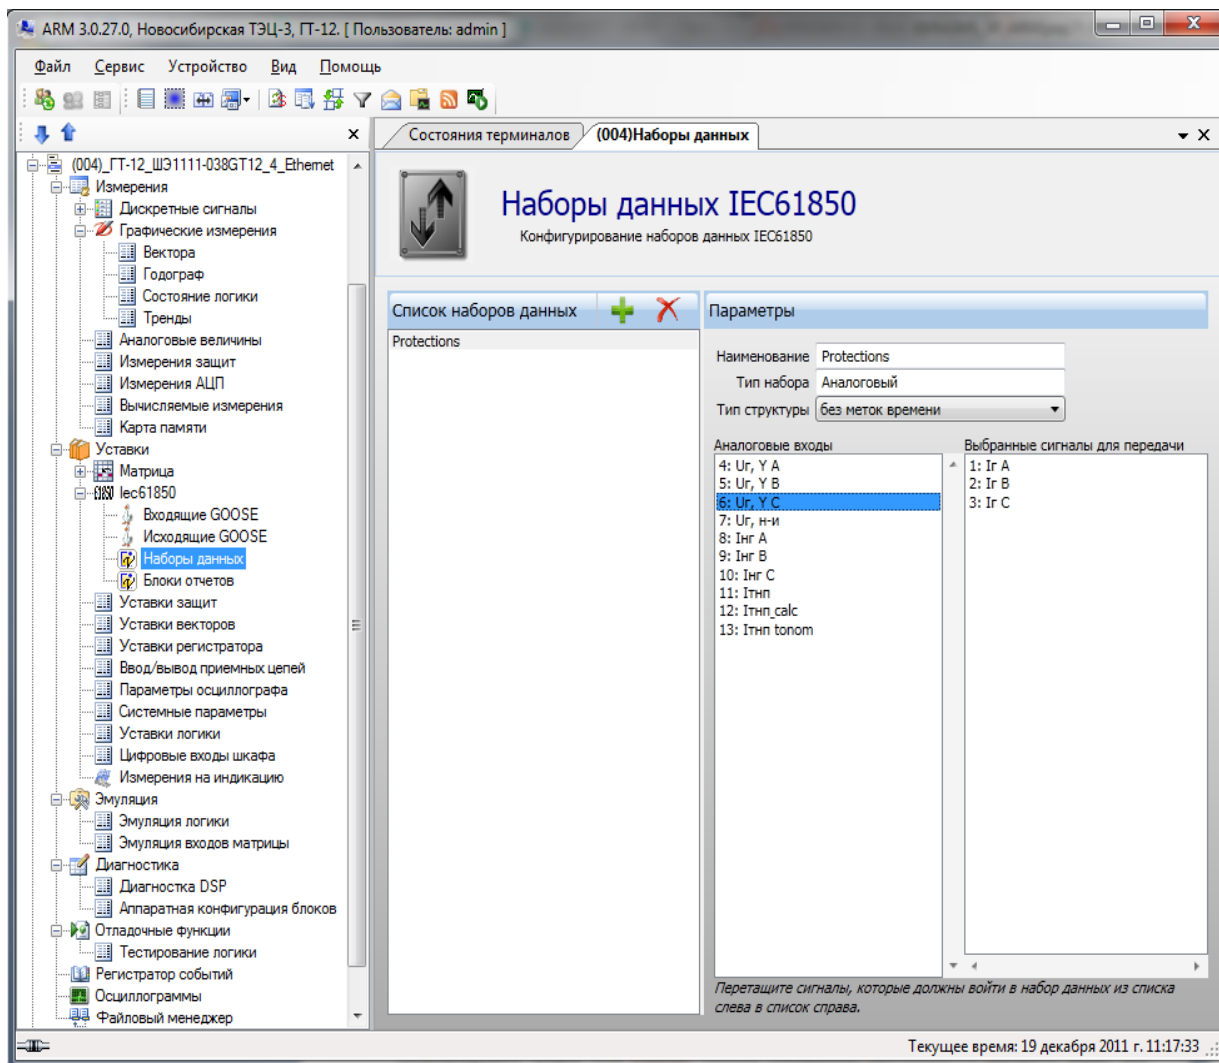 ARM 3.0.27.0, Новосибирская ТЭЦ-3, ГТ-12. [ Пользователь: admin ]
Файл Сервис Устройство Вид Помощь
Состояния терминалов (004)Наборы данных
(004)_ГТ-12_ШЭ1111-038GT12_4_Ethernet
Измерения
Дискретные сигналы
Графические измерения
Вектора
Годограф
Состояние логики
Тренды
Аналоговые величины
Измерения защит
Измерения АЦП
Вычисляемые измерения
Карта памяти
Уставки
Матрица
Iec61850
Входящие GOOSE
Исходящие GOOSE
Наборы данных
Блоки отчетов
Уставки защит
Уставки векторов
Уставки регистратора
Ввод/вывод приемных цепей
Параметры осциллографа
Системные параметры
Уставки логики
Цифровые входы шкафа
Измерения на индикацию
Эмуляция
Эмуляция логики
Эмуляция входов матрицы
Диагностика
Диагностка DSP
Аппаратная конфигурация блоков
Отладочные функции
Тестирование логики
Регистратор событий
Осциллограммы
Файловый менеджер
Наборы данных IEC61850
Конфигурирование наборов данных IEC61850
Список наборов данных
Protections
Параметры
Наименование Protections
Тип набора Аналоговый
Тип структуры без меток времени
Аналоговые входы
4: Uг, Y A
5: Uг, Y B
6: Uг, Y C
7: Uг, н-и
8: Iнг A
9: Iнг B
10: Iнг C
11: Iтнп
12: Iтнп_calc
13: Iтнп tonom
Выбранные сигналы для передачи
1: Iг A
2: Iг B
3: Iг C
Перетащите сигналы, которые должны войти в набор данных из списка
слева в список справа.
Текущее время: 19 декабря 2011 г. 11:17:33